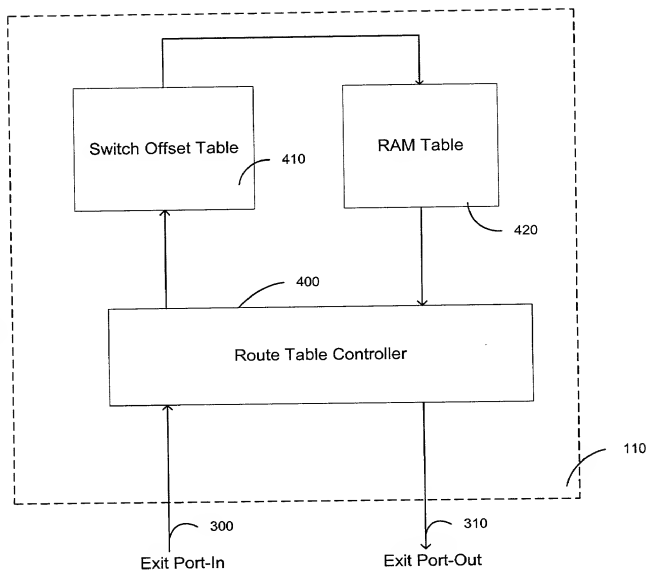 Switch Offset Table
410
RAM Table
420
400
Route Table Controller
110
300
310
Exit Port-In
Exit Port-Out